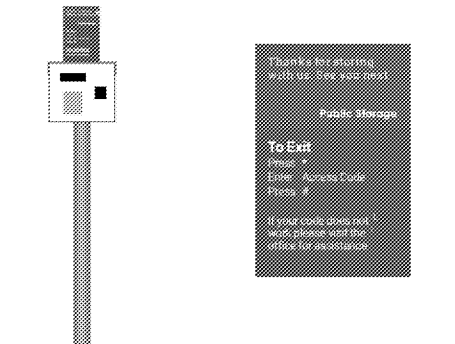 Thanks for storing
with us. See you next
Public Storage
To Exit
Press *
Enter Access Code
Press #
If your code does not
work please visit the
office for assistance